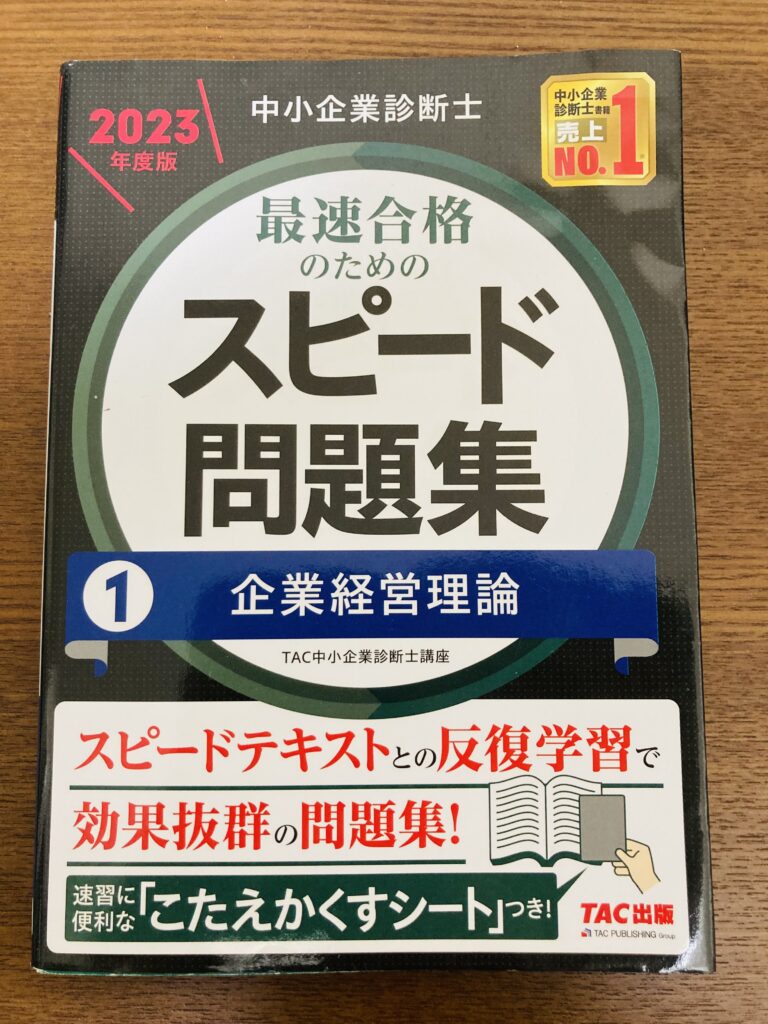 2023
年度版
中小企業診断士
中小企業
診断士書籍
売上
NO.1
最速合格
のための
スピード
問題集
1 企業経営理論
TAC中小企業診断士講座
スピードテキストとの反復学習で
効果抜群の問題集!
速習に
便利な「こたえかくすシート」つき!
TAC出版
TAC PUBLISHING Group